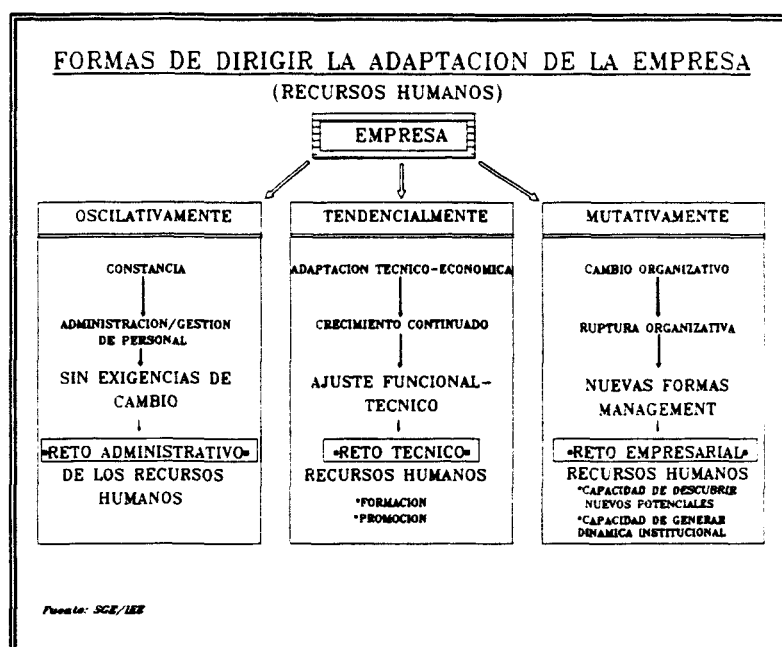 FORMAS DE DIRIGIR LA ADAPTACION DE LA EMPRESA
(RECURSOS HUMANOS)
EMPRESA
OSCILATIVAMENTE
CONSTANCIA
ADMINISTRACION/GESTION
DE PERSONAL
SIN EXIGENCIAS DE
CAMBIO
*RETO ADMINISTRATIVO*
DE LOS RECURSOS
HUMANOS
TENDENCIALMENTE
ADAPTACION TECNICO-ECONOMICA
CRECIMIENTO CONTINUADO
AJUSTE FUNCIONAL-
TECNICO
*RETO TECNICO*
RECURSOS HUMANOS
*FORMACION
*PROMOCION
MUTATIVAMENTE
CAMBIO ORGANIZATIVO
RUPTURA ORGANIZATIVA
NUEVAS FORMAS
MANAGEMENT
*RETO EMPRESARIAL*
RECURSOS HUMANOS
*CAPACIDAD DE DESCUBRIR
NUEVOS POTENCIALES
*CAPACIDAD DE GENERAR
DINAMICA INSTITUCIONAL
Fuente: SGE/IEE